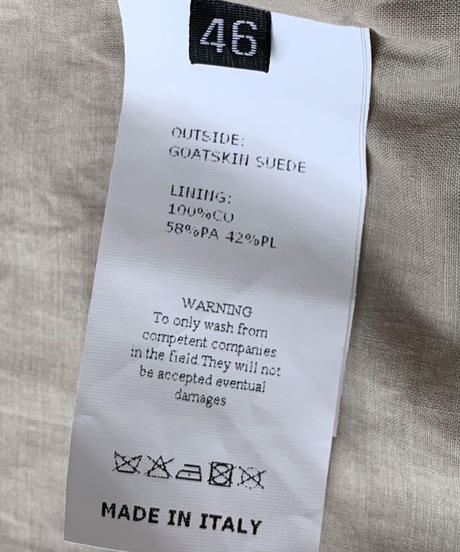 46
OUTSIDE:
GOATSKIN SUEDE
LINING:
100%CO
58%PA 42%PL
WARNING
To only wash from
competent companies
in the field.They will not
be accepted eventual
damages
MADE IN ITALY